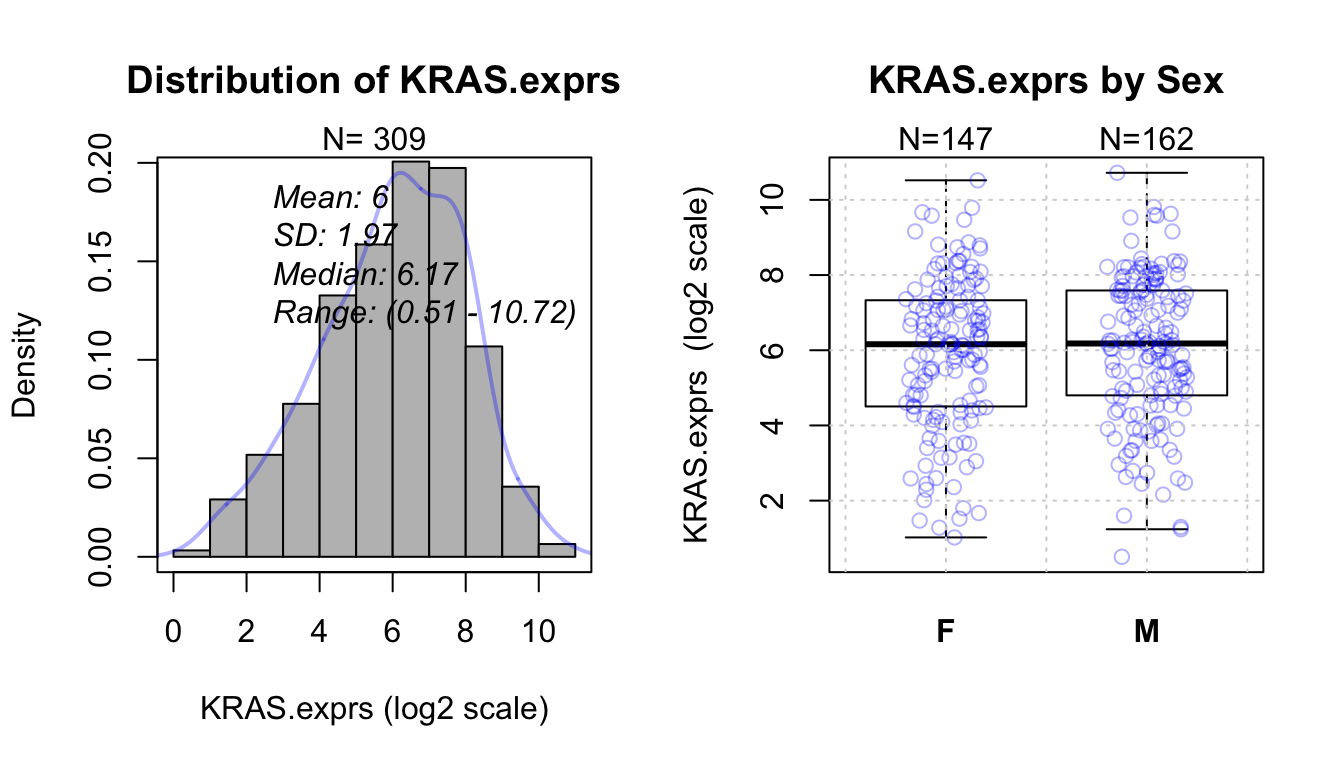 Distribution of KRAS.exprs
N= 309
Mean: 6
SD: 1.97
Median: 6.17
Range: (0.51 - 10.72)
Density
0.00
0.05
0.10
0.15
0.20
0 2 4 6 8 10
KRAS.exprs (log2 scale)
KRAS.exprs by Sex
N=147 N=162
KRAS.exprs (log2 scale)
2
4
6
8
10
F M